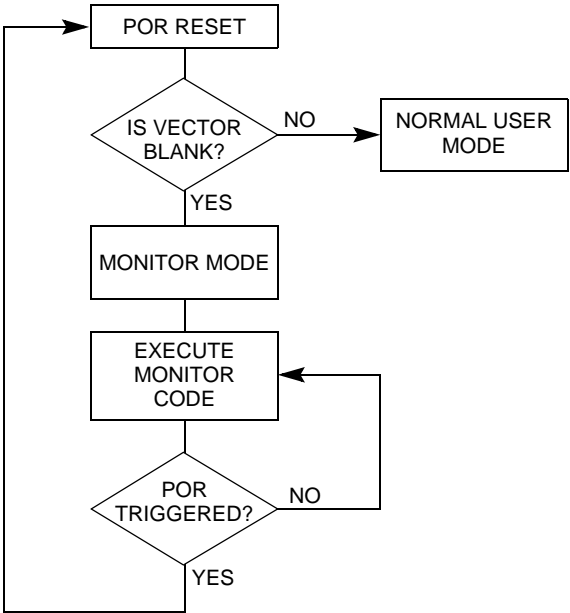 POR RESET
IS VECTOR
BLANK?
NO
NORMAL USER
MODE
YES
MONITOR MODE
EXECUTE
MONITOR
CODE
POR
TRIGGERED?
NO
YES